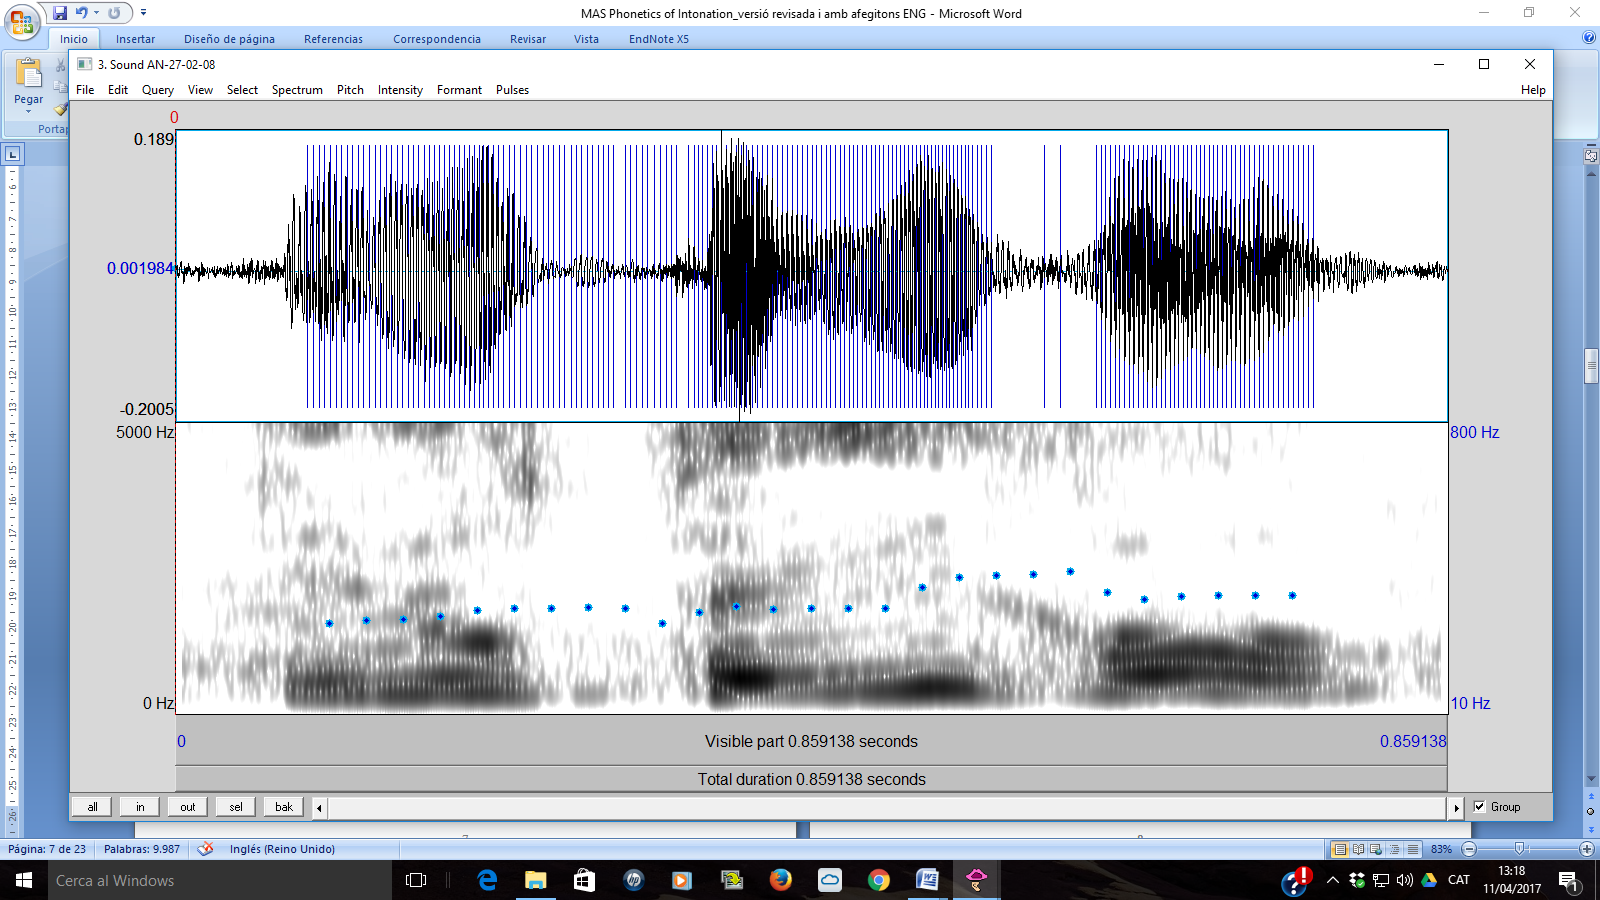 MAS Phonetics of Intonation_versió revisada i amb afegitons ENG - Microsoft Word
Inicio Insertar Diseño de página Referencias Correspondencia Revisar Vista EndNote X5
Pegar
Portap
3. Sound AN-27-02-08
File Edit Query View Select Spectrum Pitch Intensity Formant Pulses Help
0
0.189
0.001984
-0.2005
5000 Hz 800 Hz
0 Hz 10 Hz
0 Visible part 0.859138 seconds 0.859138
Total duration 0.859138 seconds
all in out sel bak Group
Página: 7 de 23 Palabras: 9.987 Inglés (Reino Unido) 83%
Cerca al Windows
CAT
13:18
11/04/2017
1